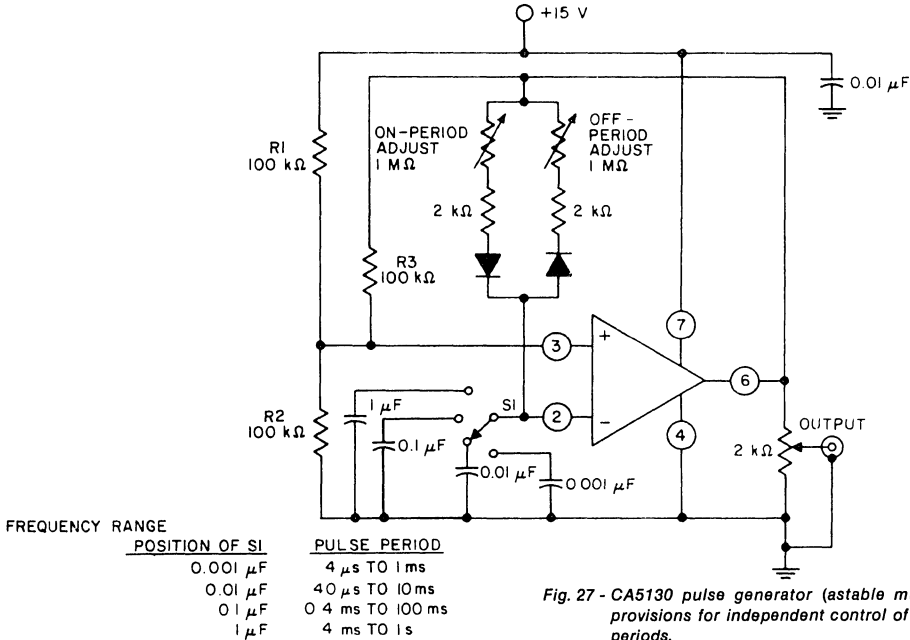 +15 V
0.01 µF
ON-PERIOD
ADJUST
1 MΩ
OFF-
PERIOD
ADJUST
1 MΩ
R1
100 kΩ
2 kΩ
2 kΩ
R3
100 kΩ
7
3
+
6
R2
100 kΩ
1 µF
S1
2
−
4
OUTPUT
0.1 µF
2 kΩ
0.01 µF
0 001 µF
FREQUENCY RANGE
POSITION OF S1 PULSE PERIOD
0.001 µF 4 µs TO 1 ms
0.01 µF 40 µs TO 10 ms
0 1 µF 0 4 ms TO 100 ms
1 µF 4 ms TO 1 s
Fig. 27 - CA5130 pulse generator (astable m
provisions for independent control of
periods.